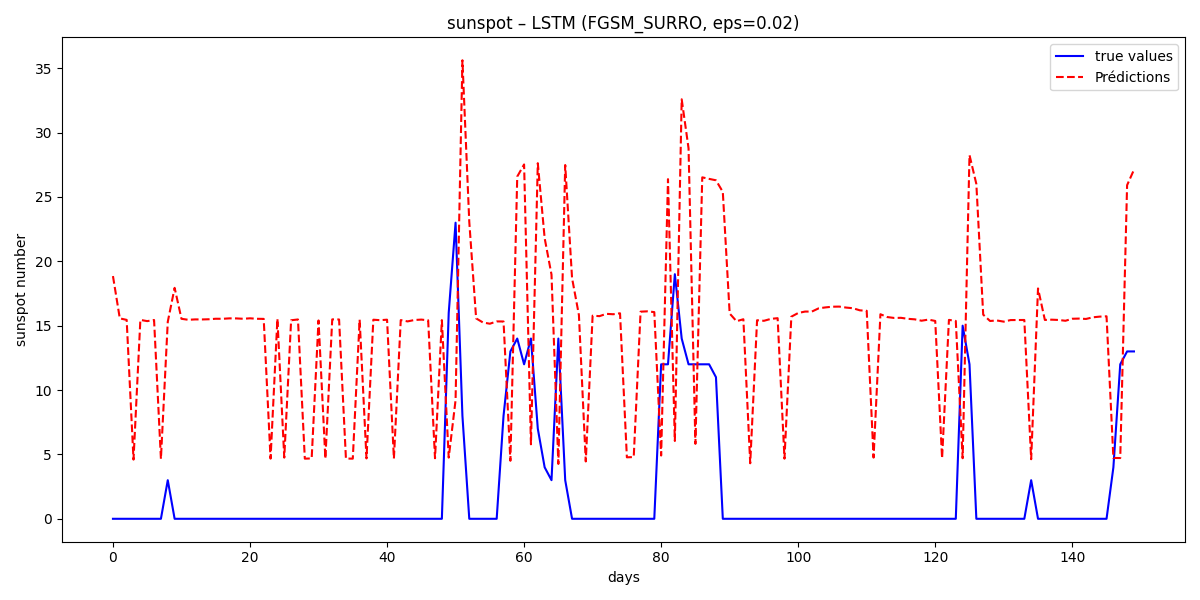 sunspot – LSTM (FGSM_SURRO, eps=0.02)
true values
Prédictions
sunspot number
35
30
25
20
15
10
5
0
0 20 40 60 80 100 120 140
days